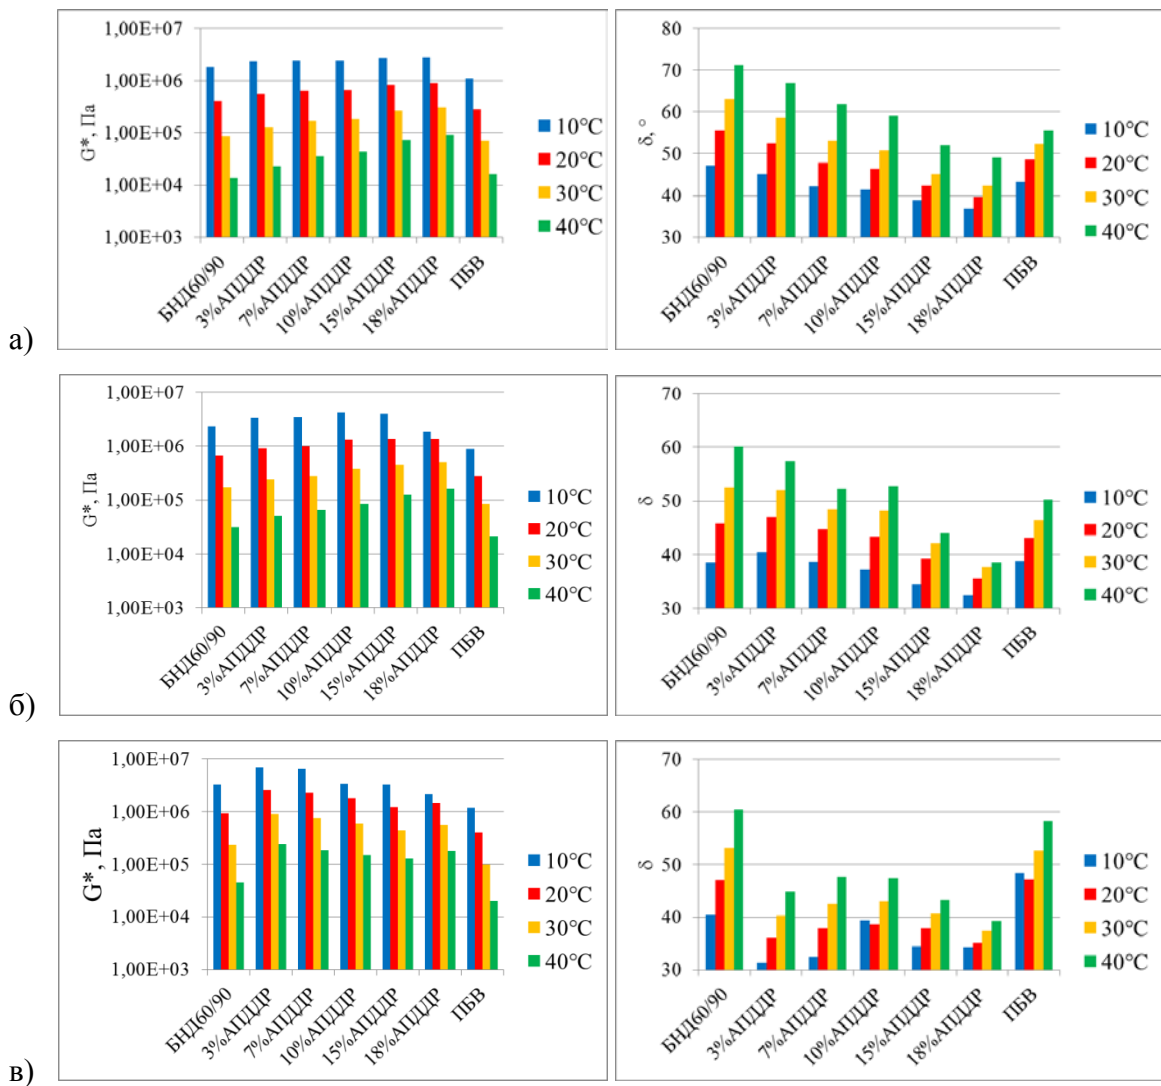 1,00E+07
1,00E+06
1,00E+05
1,00E+04
1,00E+03
G*, Па
10°C
20°C
30°C
40°C
БНД60/90
3%АПДДР
7%АПДДР
10%АПДДР
15%АПДДР
18%АПДДР
ПБВ
80
70
60
50
40
30
δ, °
10°C
20°C
30°C
40°C
БНД60/90
3%АПДДР
7%АПДДР
10%АПДДР
15%АПДДР
18%АПДДР
ПБВ
а)
1,00E+07
1,00E+06
1,00E+05
1,00E+04
1,00E+03
G*, Па
10°C
20°C
30°C
40°C
БНД60/90
3%АПДДР
7%АПДДР
10%АПДДР
15%АПДДР
18%АПДДР
ПБВ
70
60
50
40
30
δ
10°C
20°C
30°C
40°C
БНД60/90
3%АПДДР
7%АПДДР
10%АПДДР
15%АПДДР
18%АПДДР
ПБВ
б)
1,00E+07
1,00E+06
1,00E+05
1,00E+04
1,00E+03
G*, Па
10°C
20°C
30°C
40°C
БНД60/90
3%АПДДР
7%АПДДР
10%АПДДР
15%АПДДР
18%АПДДР
ПБВ
70
60
50
40
30
δ
10°C
20°C
30°C
40°C
БНД60/90
3%АПДДР
7%АПДДР
10%АПДДР
15%АПДДР
18%АПДДР
ПБВ
в)